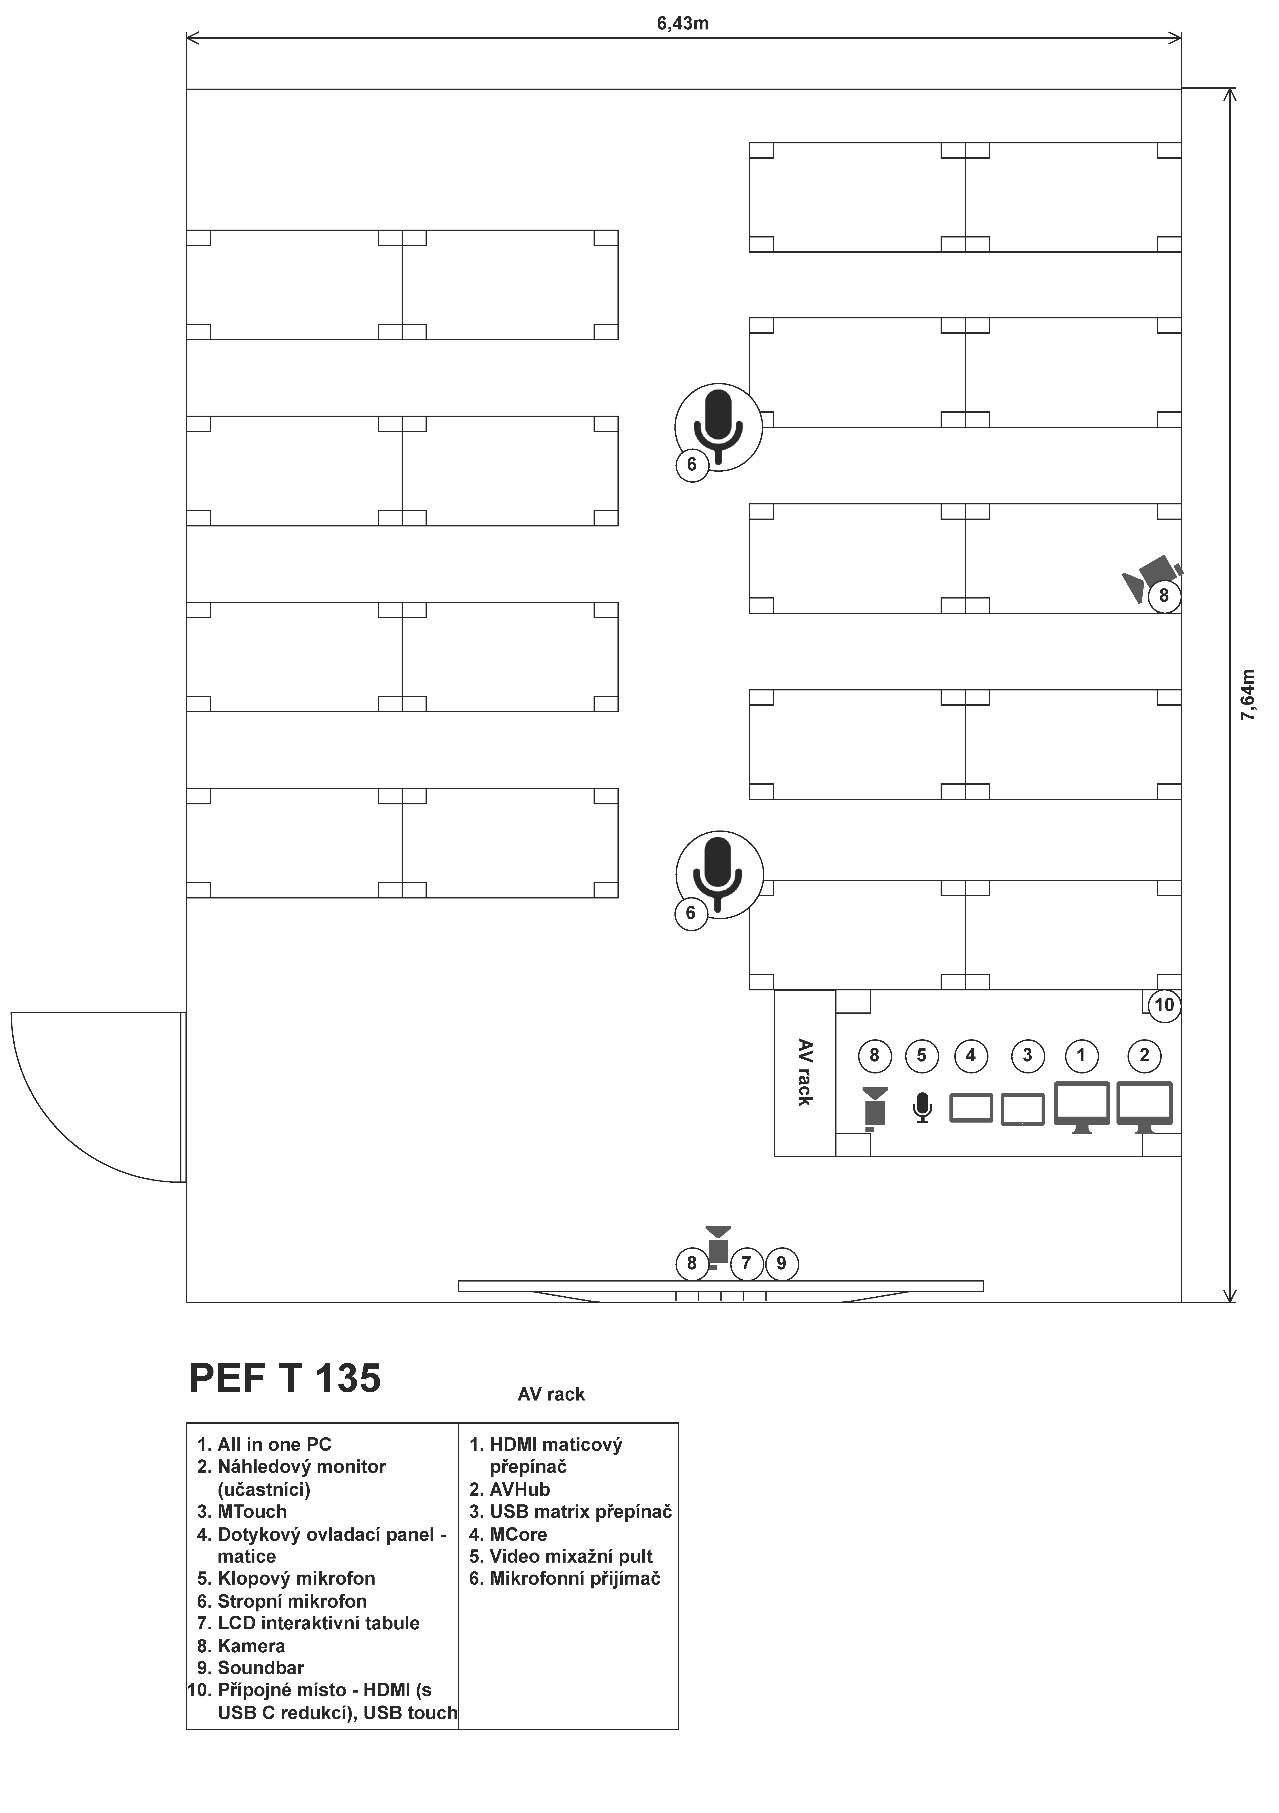 6,43m
7,64m
6
8
6
10
AV rack
8
5
4
3
1
2
8
7
9
PEF T 135
AV rack
1. All in one PC
2. Náhledový monitor
(učastníci)
3. MTouch
4. Dotykový ovladací panel -
matice
5. Klopový mikrofon
6. Stropní mikrofon
7. LCD interaktivní tabule
8. Kamera
9. Soundbar
10. Přípojné místo - HDMI (s
USB C redukcí), USB touch
1. HDMI maticový
přepínač
2. AVHub
3. USB matrix přepínač
4. MCore
5. Video mixažní pult
6. Mikrofonní přijímač